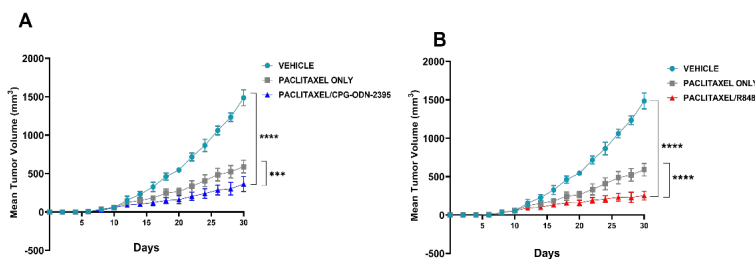 A
Mean Tumor Volume (mm³)
2000
1500
1000
500
0
-500
5
10
15
20
25
30
Days
VEHICLE
PACLITAXEL ONLY
PACLITAXEL/CPG-ODN-2395
****
***
B
Mean Tumor Volume (mm³)
2000
1500
1000
500
0
-500
5
10
15
20
25
30
Days
VEHICLE
PACLITAXEL ONLY
PACLITAXEL/R848
****
****